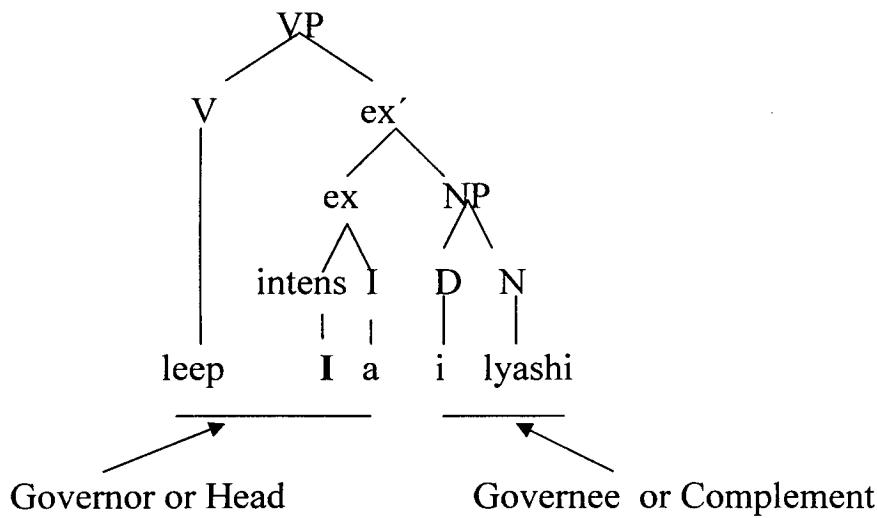 VP
V ex´
ex NP
intens I D N
leep I a i lyashi
Governor or Head Governee or Complement